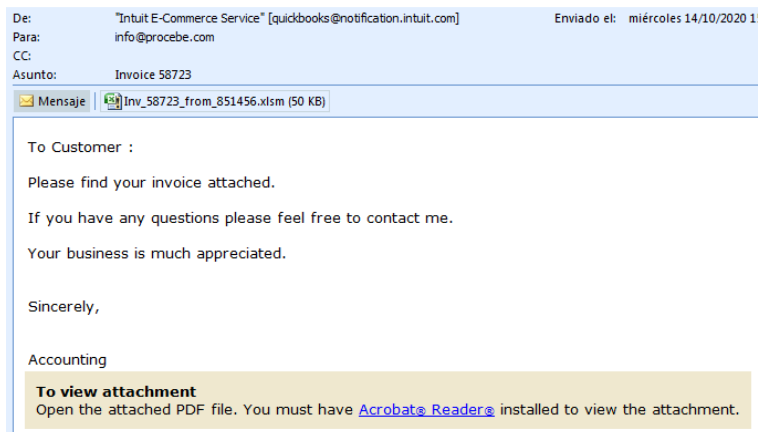 De: "Intuit E-Commerce Service" [quickbooks@notification.intuit.com] Enviado el: miércoles 14/10/2020
Para: info@procebe.com
CC:
Asunto: Invoice 58723
Mensaje Inv_58723_from_851456.xlsm (50 KB)
To Customer :
Please find your invoice attached.
If you have any questions please feel free to contact me.
Your business is much appreciated.
Sincerely,
Accounting
To view attachment
Open the attached PDF file. You must have Acrobat® Reader® installed to view the attachment.